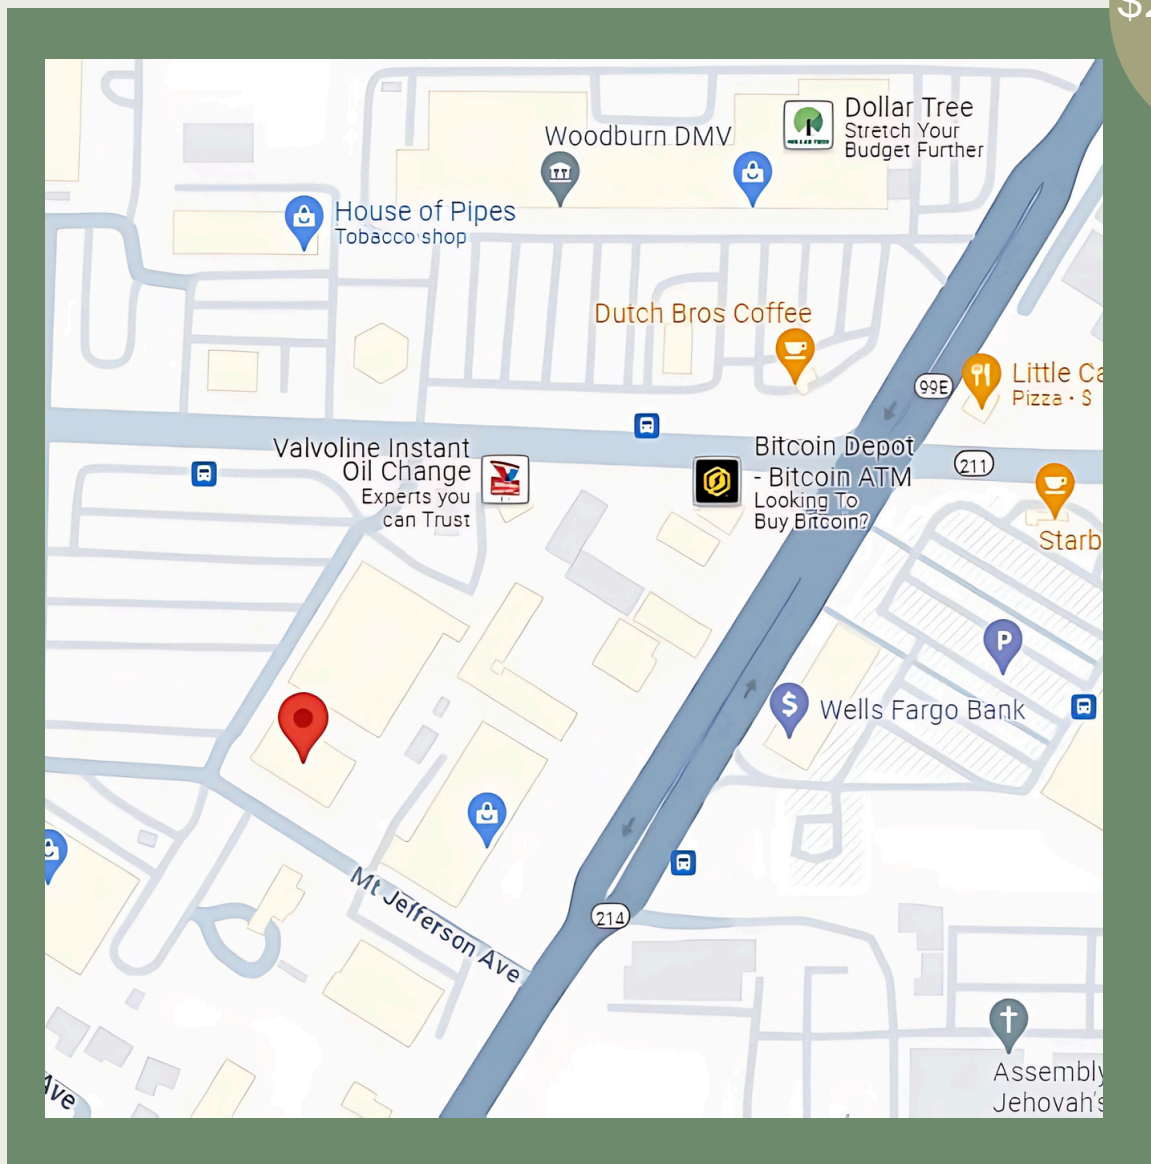 $2
Dollar Tree
Stretch Your
Budget Further
Woodburn DMV
House of Pipes
Tobacco shop
Dutch Bros Coffee
99E
Little Ca
Pizza · $
Valvoline Instant
Oil Change
Experts you
can Trust
Bitcoin Depot
- Bitcoin ATM
Looking To
Buy Bitcoin?
211
Starb
P
$
Wells Fargo Bank
Mt Jefferson Ave
214
Assembly
Jehovah's
Ave